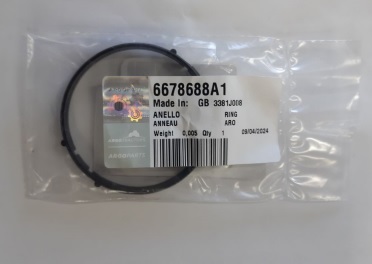 6678688A1
Made In: GB 3381J008
ANELLO RING
ANNEAU ARO
Weight 0,005 Qty 1 09/04/2024